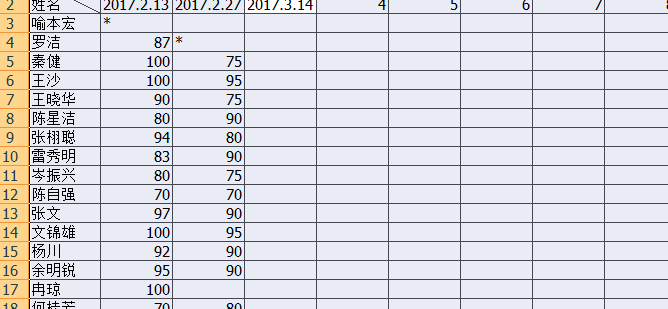 2 姓名 2017.2.13 2017.2.27 2017.3.14 4 5 6 7
3 喻本宏 *
4 罗洁 87 *
5 秦健 100 75
6 王沙 100 95
7 王晓华 90 75
8 陈星洁 80 90
9 张栩聪 94 80
10 雷秀明 83 90
11 岑振兴 80 75
12 陈自强 70 70
13 张文 97 90
14 文锦雄 100 95
15 杨川 92 90
16 余明锐 95 90
17 冉琼 100
18 何桂芳 70 80